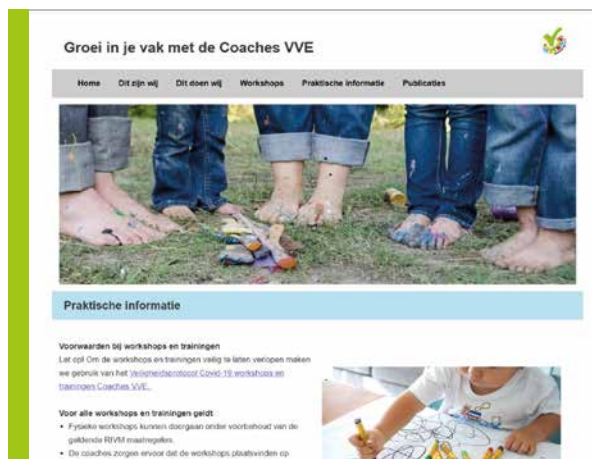 Groei in je vak met de Coaches VVE
Home Dit zijn wij Dit doen wij Workshops Praktische informatie Publicaties
Praktische informatie
Voorwaarden bij workshops en trainingen
Let op! Om de workshops en trainingen veilig te laten verlopen maken
we gebruik van het Veiligheidsprotocol Covid-19 workshops en
trainingen Coaches VVE.
Voor alle workshops en trainingen geldt
• Fysieke workshops kunnen doorgaan onder voorbehoud van de
geldende RIVM maatregelen.
• De coaches zorgen ervoor dat de workshops plaatsvinden op